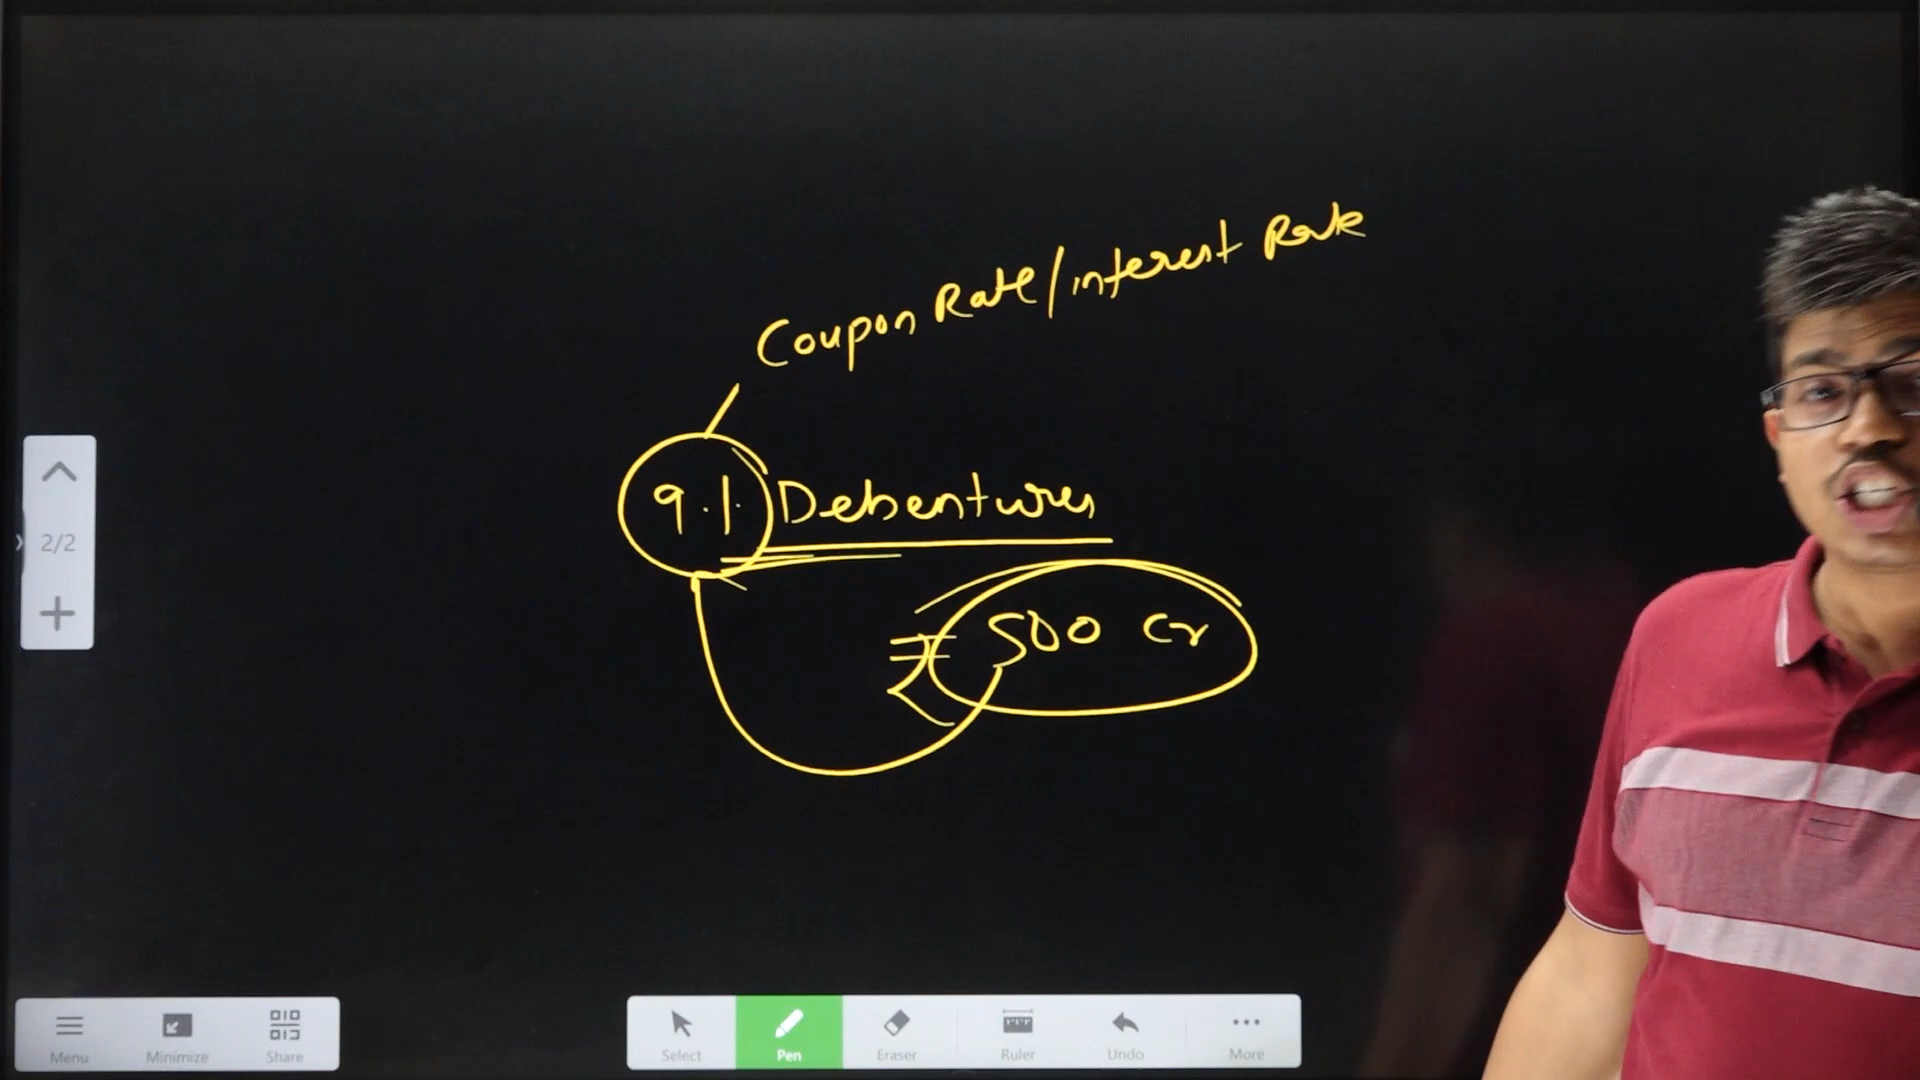 Coupon Rate/interest Rate
9% Debentures
₹ 500 Cr
2/2
Menu Minimize Share
Select Pen Eraser Ruler Undo More